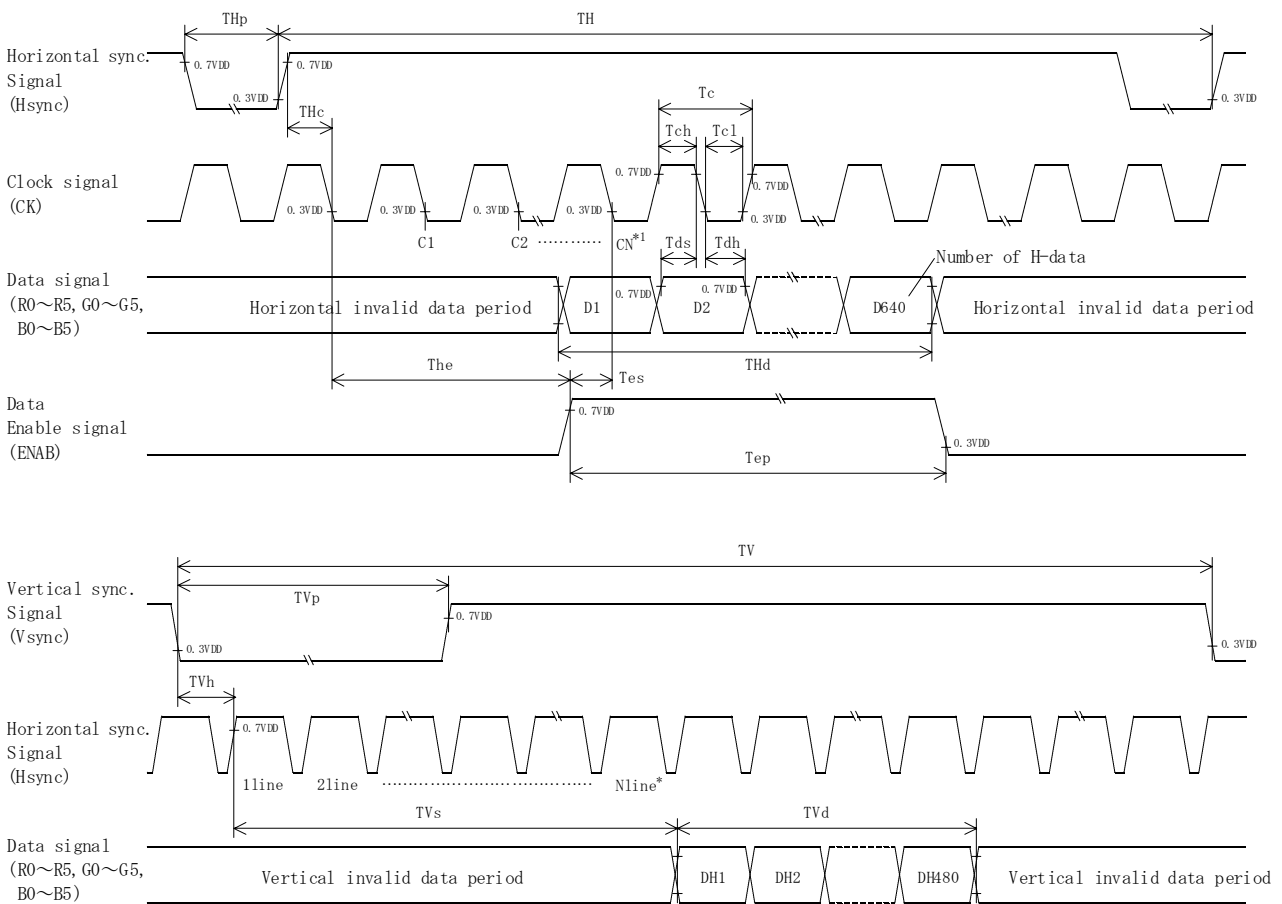 THp
TH
Horizontal sync.
Signal
(Hsync)
0.7VDD
0.7VDD
0.3VDD
0.3VDD
THc
Tc
Tch
Tcl
Clock signal
(CK)
0.3VDD
0.3VDD
0.3VDD
0.3VDD
0.7VDD
0.7VDD
0.3VDD
C1
C2 ············ CN*1
Tds
Tdh
Number of H-data
Data signal
(R0～R5, G0～G5,
B0～B5)
Horizontal invalid data period
D1
0.7VDD
D2
0.7VDD
D640
Horizontal invalid data period
The
Tes
THd
Data
Enable signal
(ENAB)
0.7VDD
0.3VDD
Tep
TV
TVp
Vertical sync.
Signal
(Vsync)
0.7VDD
0.3VDD
0.3VDD
TVh
Horizontal sync.
Signal
(Hsync)
0.7VDD
1line 2line ······························ Nline*
TVs
TVd
Data signal
(R0～R5, G0～G5,
B0～B5)
Vertical invalid data period
DH1
DH2
DH480
Vertical invalid data period